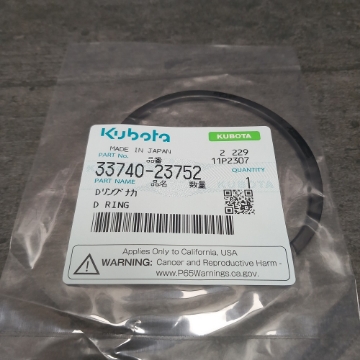 Kubota
KUBOTA
MADE IN JAPAN
2 229
PART No. 品番
11P2307
33740-23752
QUANTITY
PART NAME 品名 数量
1
Dリング ナカ
D RING
Applies Only to California, USA
WARNING: Cancer and Reproductive Harm -
www.P65Warnings.ca.gov.